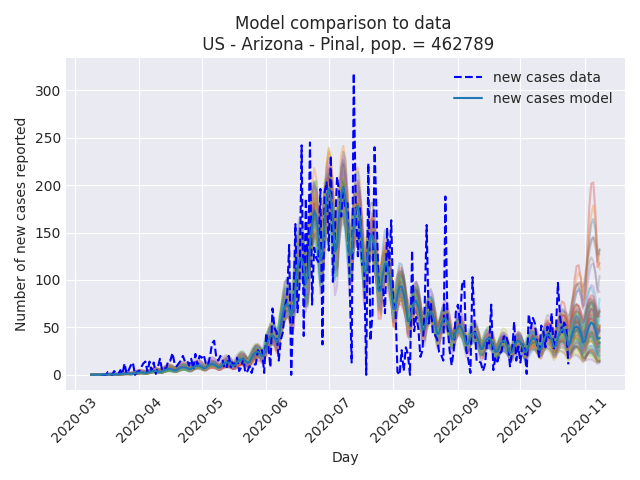 Model comparison to data
US - Arizona - Pinal, pop. = 462789
new cases data
new cases model
Number of new cases reported
300
250
200
150
100
50
0
2020-03
2020-04
2020-05
2020-06
2020-07
2020-08
2020-09
2020-10
2020-11
Day